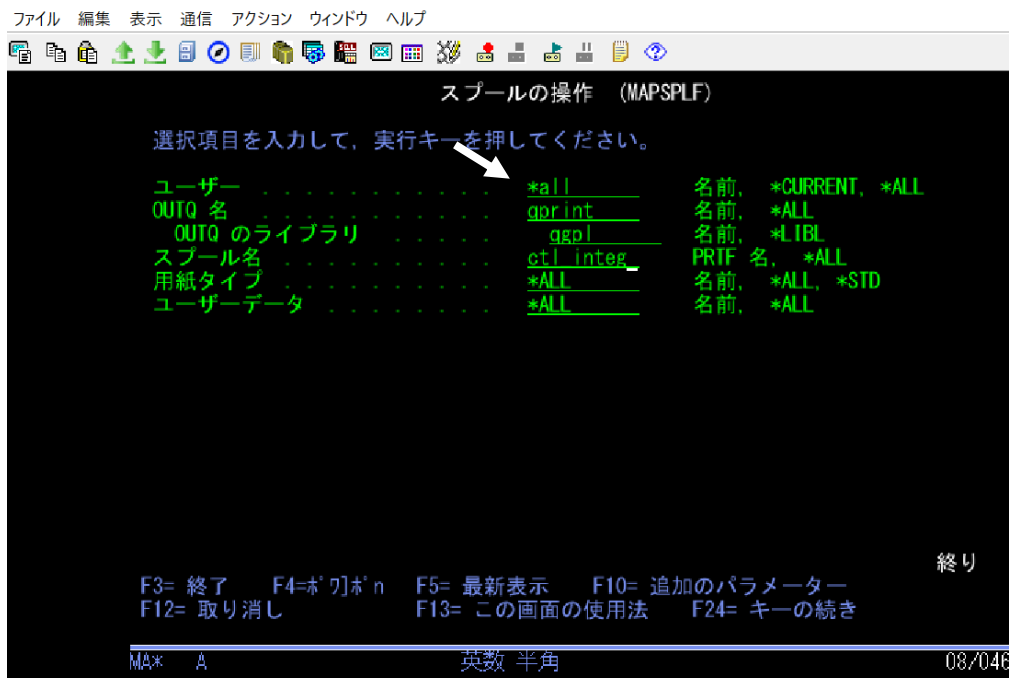 ファイル 編集 表示 通信 アクション ウィンドウ ヘルプ
スプールの操作 (MAPSPLF)
選択項目を入力して, 実行キーを押してください。
ユーザー . . . . . . . . . . . *all 名前, *CURRENT, *ALL
OUTQ 名 . . . . . . . . . . . qprint 名前, *ALL
OUTQ のライブラリ . . . . . qgpl 名前, *LIBL
スプール名 . . . . . . . . . . ctl_integ_ PRTF 名, *ALL
用紙タイプ . . . . . . . . . . *ALL 名前, *ALL, *STD
ユーザーデータ . . . . . . . . *ALL 名前, *ALL
終り
F3= 終了 F4=ﾎﾟﾜ]ﾎﾟn F5= 最新表示 F10= 追加のパラメーター
F12= 取り消し F13= この画面の使用法 F24= キーの続き
MA* A 英数 半角 08/046